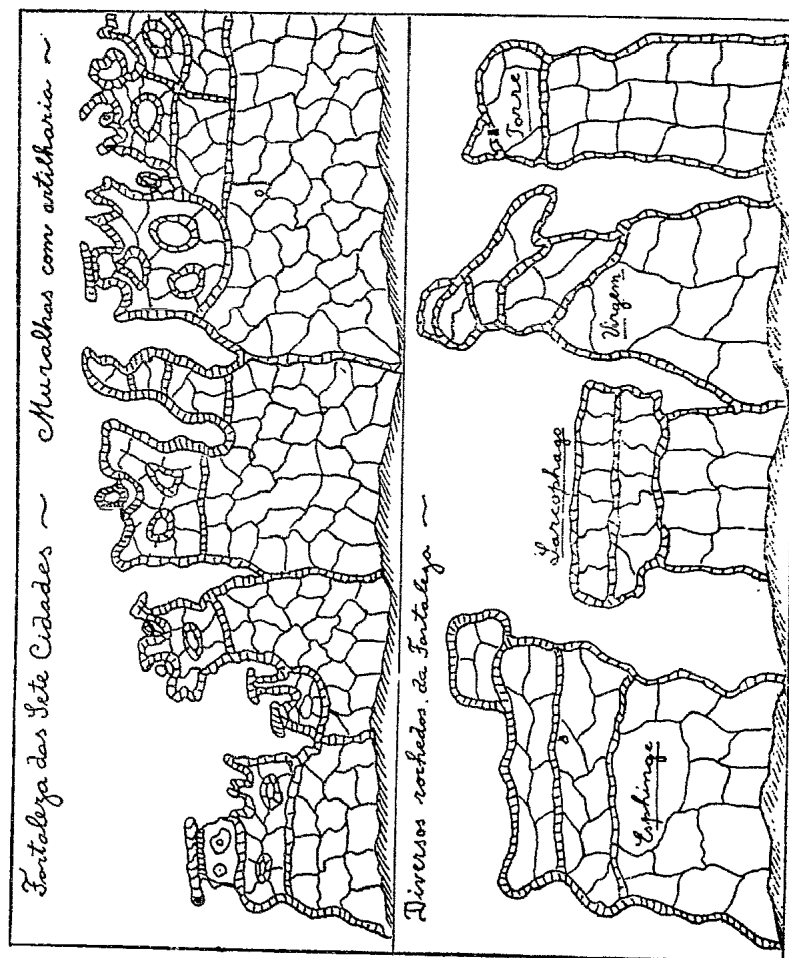 Fortaleza das Sete Cidades ~ Muralhas com artilharia ~
Diversos rochedos da Fortaleza ~
Esphinge
Sarcophago
Virgem
Torre